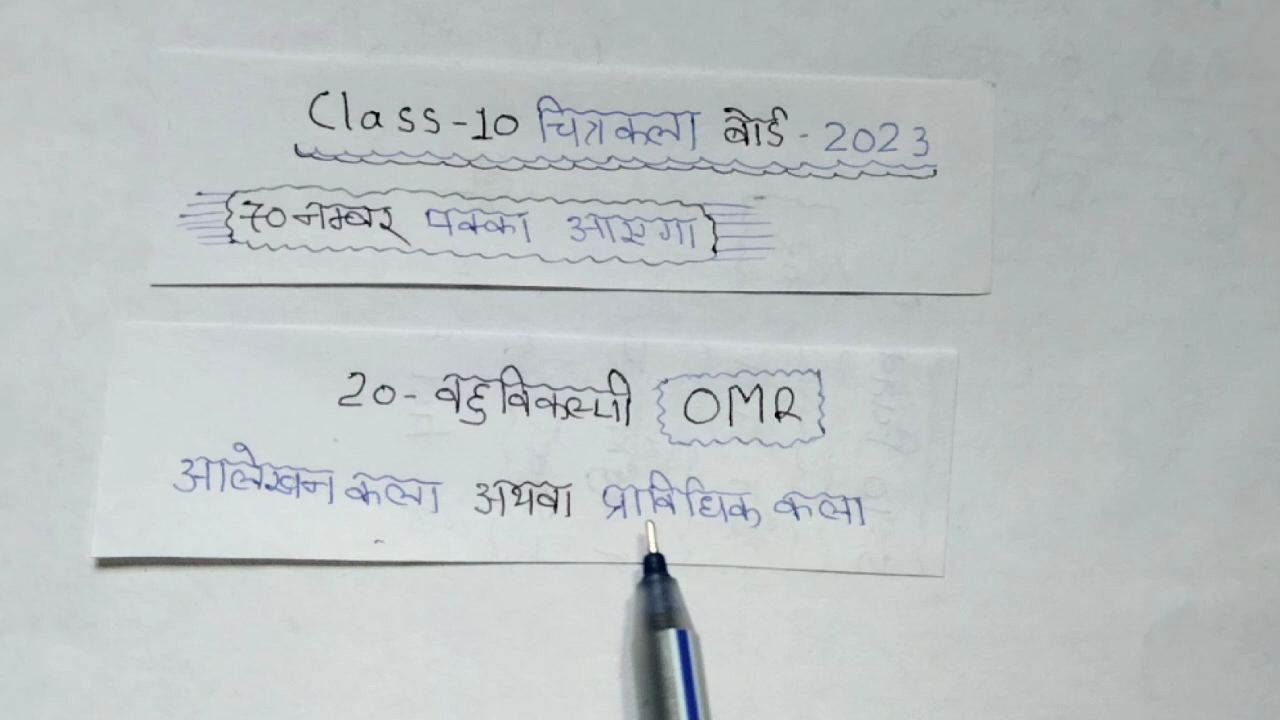 Class-10 चित्रकला बोर्ड - 2023
70 नम्बर पक्का आएगा
20- बहुविकल्पी OMR
आलेखन कला अथवा प्राविधिक कला